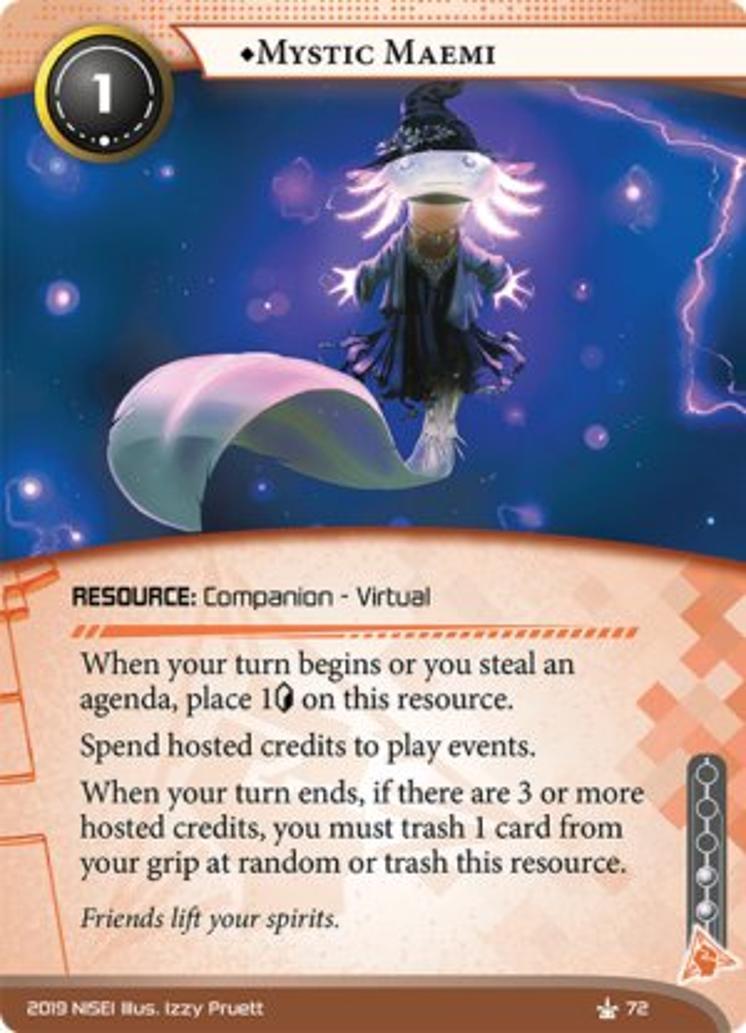 1
◆Mystic Maemi
RESOURCE: Companion - Virtual
When your turn begins or you steal an
agenda, place 1 on this resource.
Spend hosted credits to play events.
When your turn ends, if there are 3 or more
hosted credits, you must trash 1 card from
your grip at random or trash this resource.
Friends lift your spirits.
2019 NISEI Illus. Izzy Pruett
72